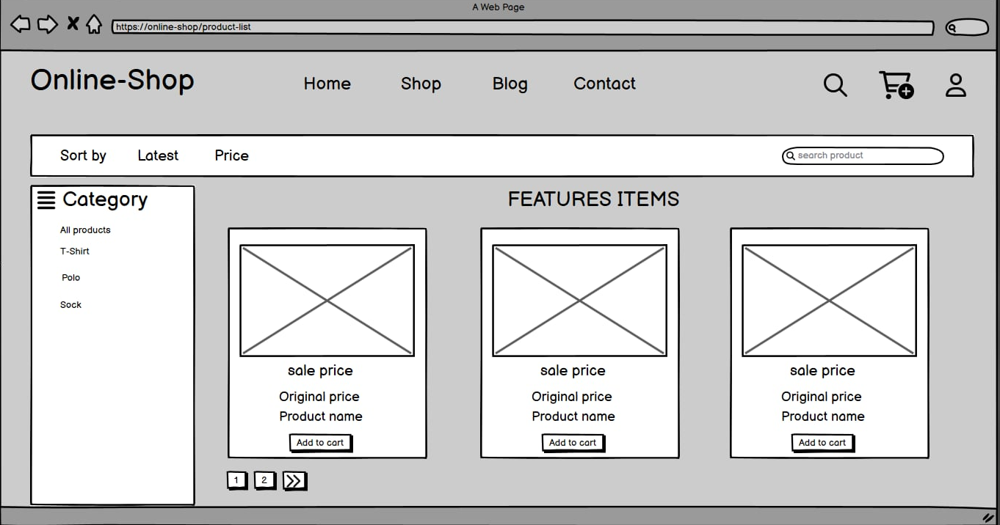 A Web Page
https://online-shop/product-list
Online-Shop Home Shop Blog Contact
Sort by Latest Price search product
Category
All products
T-Shirt
Polo
Sock
FEATURES ITEMS
sale price
Original price
Product name
Add to cart
sale price
Original price
Product name
Add to cart
sale price
Original price
Product name
Add to cart
1 2